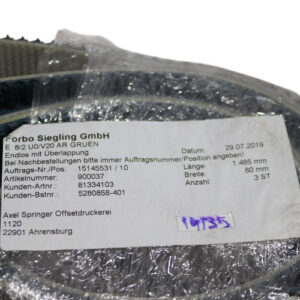 Forbo Siegling GmbH
E 8/2 U0/V20 AR GRUEN
Endlos mit Überlappung Datum 29.07.2019
Bei Nachbestellungen bitte immer Auftragsnummer/Position angeben!
Auftrags-Nr./Pos: 15145531 / 10 Länge: 1.485 mm
Artikelnummer: 900037 Breite: 80 mm
Kunden-Artnr.: 81334103 Anzahl: 3 ST
Kunden-Bstnr.: 5280858-401
Axel Springer Offsetdruckerei
1120
22901 Ahrensburg